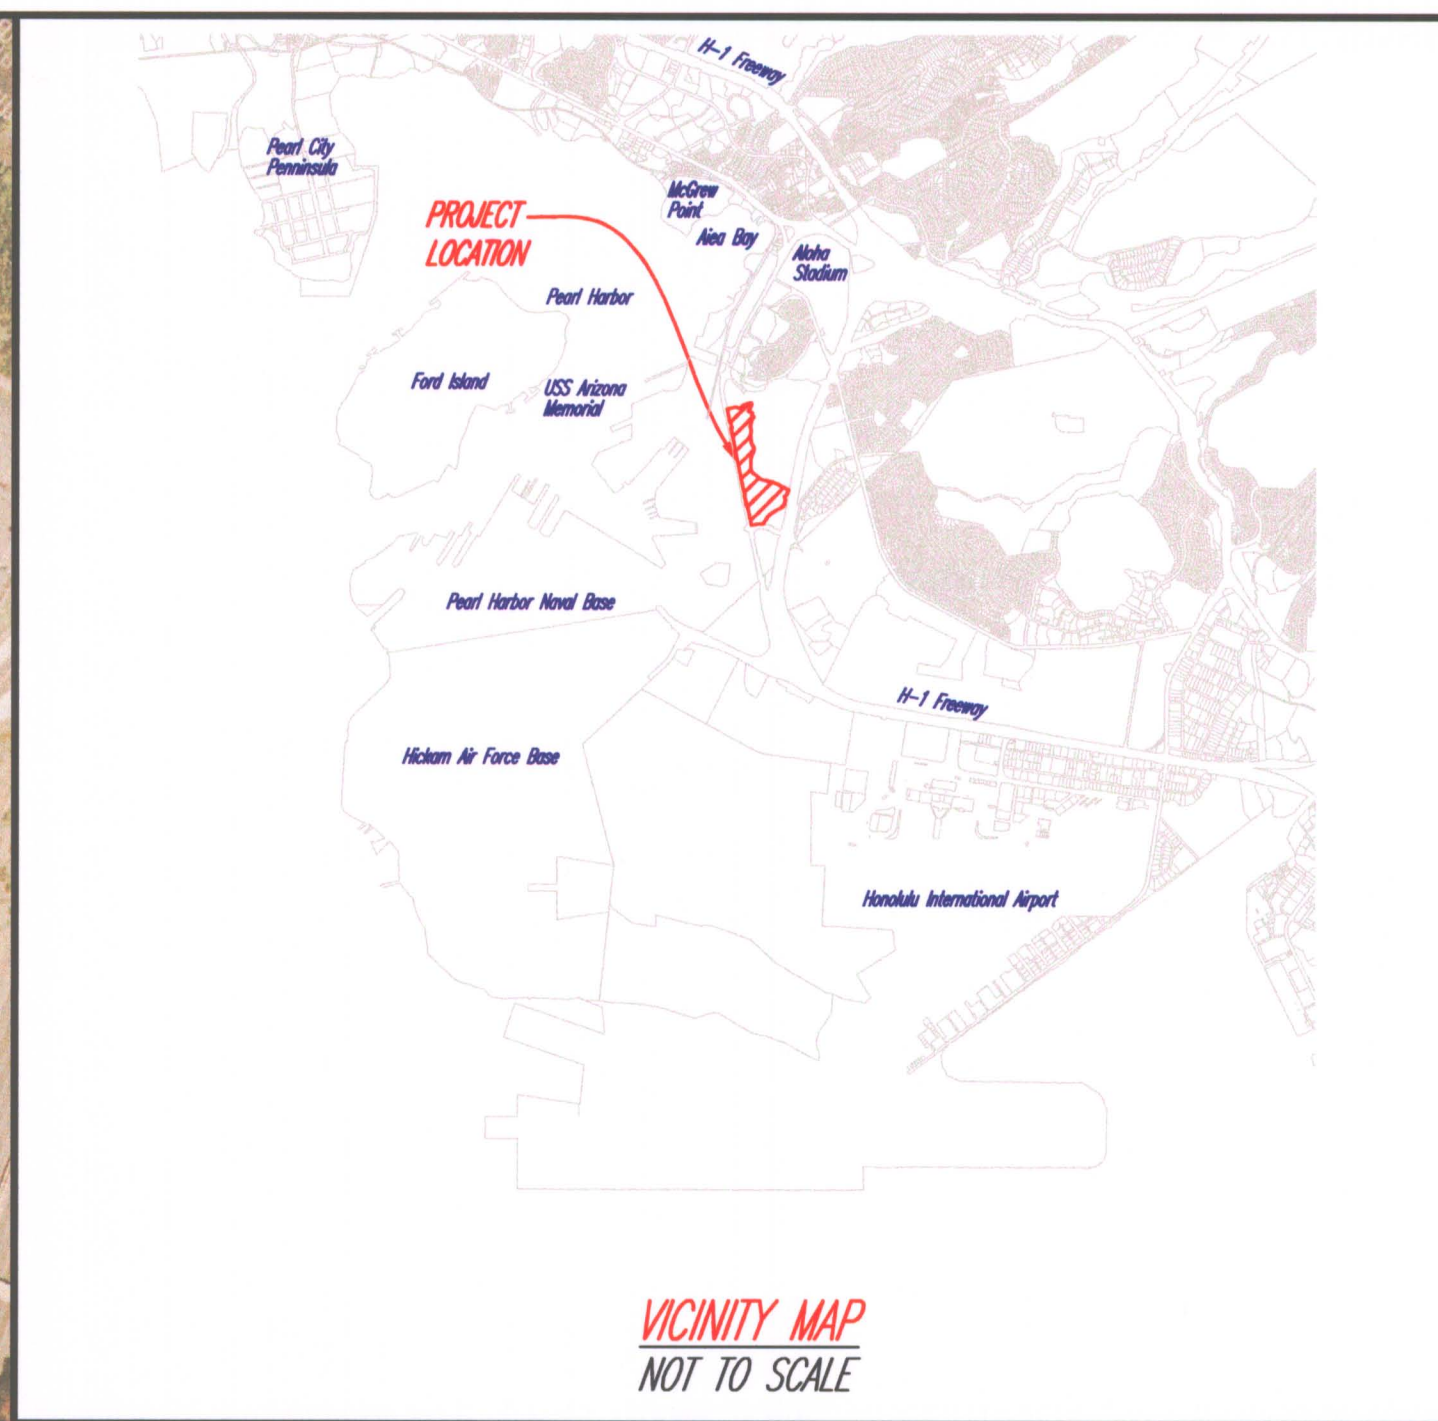 H-1 Freeway
Pearl City
Penninsula
McGrew
Point
PROJECT
LOCATION
Aiea Bay
Aloha
Stadium
Pearl Harbor
Ford Island
USS Arizona
Memorial
Pearl Harbor Naval Base
H-1 Freeway
Hickam Air Force Base
Honolulu International Airport
VICINITY MAP
NOT TO SCALE